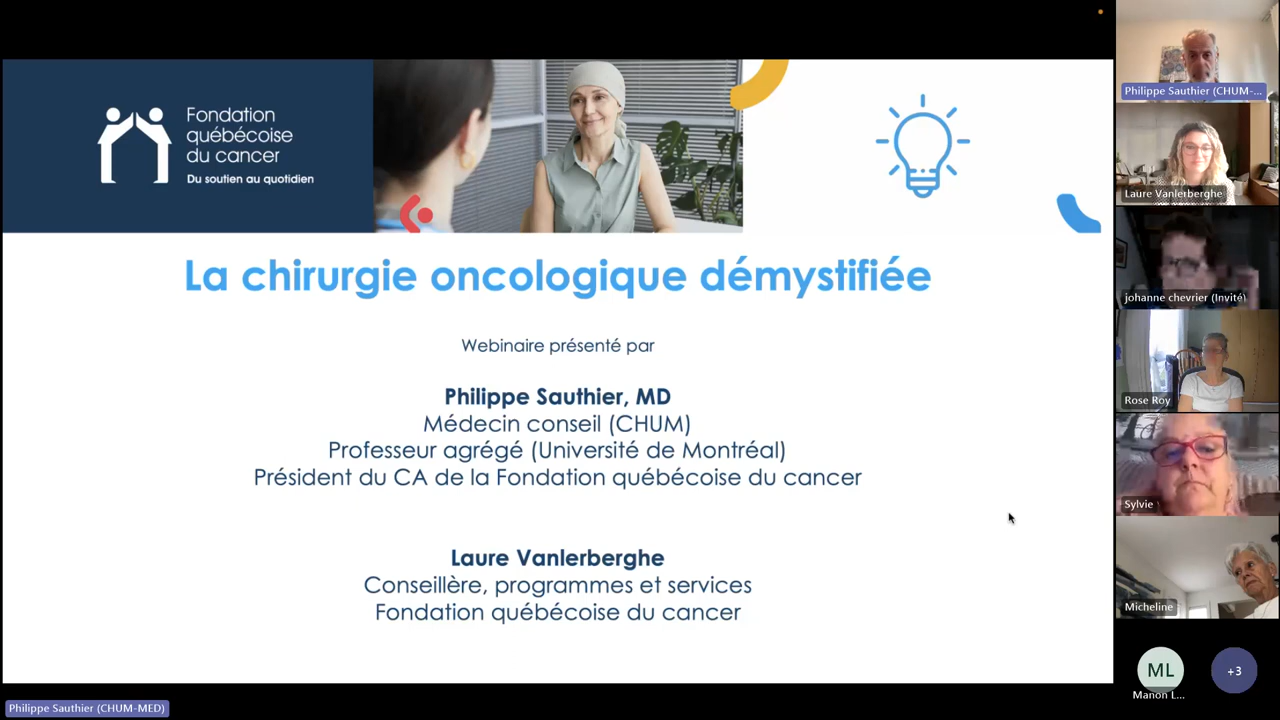 Fondation
québécoise
du cancer
Du soutien au quotidien
La chirurgie oncologique démystifiée
Webinaire présenté par
Philippe Sauthier, MD
Médecin conseil (CHUM)
Professeur agrégé (Université de Montréal)
Président du CA de la Fondation québécoise du cancer
Laure Vanlerberghe
Conseillère, programmes et services
Fondation québécoise du cancer
Philippe Sauthier (CHUM-MED)
Philippe Sauthier (CHUM-...
Laure Vanlerberghe
johanne chevrier (Invité)
Rose Roy
Sylvie
Micheline
ML
Manon L...
+3